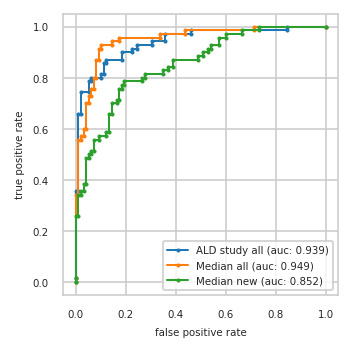 1.0
0.8
0.6
0.4
0.2
0.0
true positive rate
ALD study all (auc: 0.939)
Median all (auc: 0.949)
Median new (auc: 0.852)
0.0 0.2 0.4 0.6 0.8 1.0
false positive rate